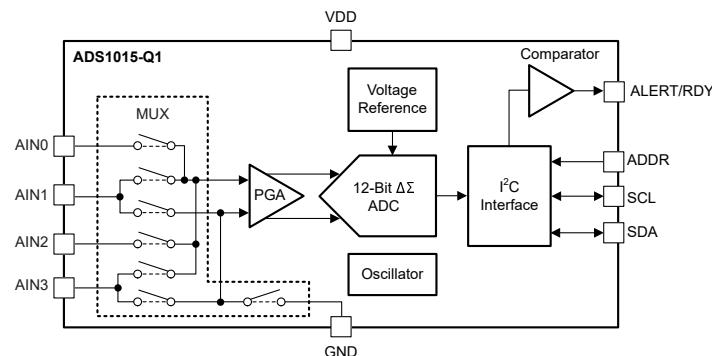 VDD
ADS1015-Q1
Comparator
MUX
Voltage
Reference
ALERT/RDY
AIN0
AIN1
PGA
12-Bit ΔΣ
ADC
I²C
Interface
ADDR
SCL
SDA
AIN2
AIN3
Oscillator
GND